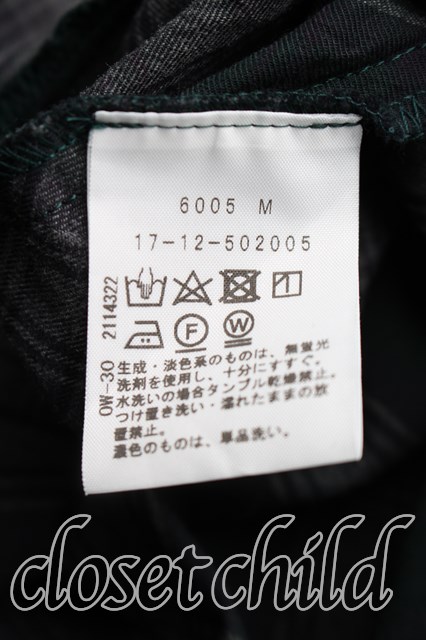 6005 M
17-12-502005
F
W
OW-30 2114322
生成・淡色系のものは、無蛍光
洗剤を使用し、十分にすすぐ。
水洗いの場合タンブル乾燥禁止。
つけ置き洗い・濡れたままの放
置禁止。
濃色のものは、単品洗い。
closet child